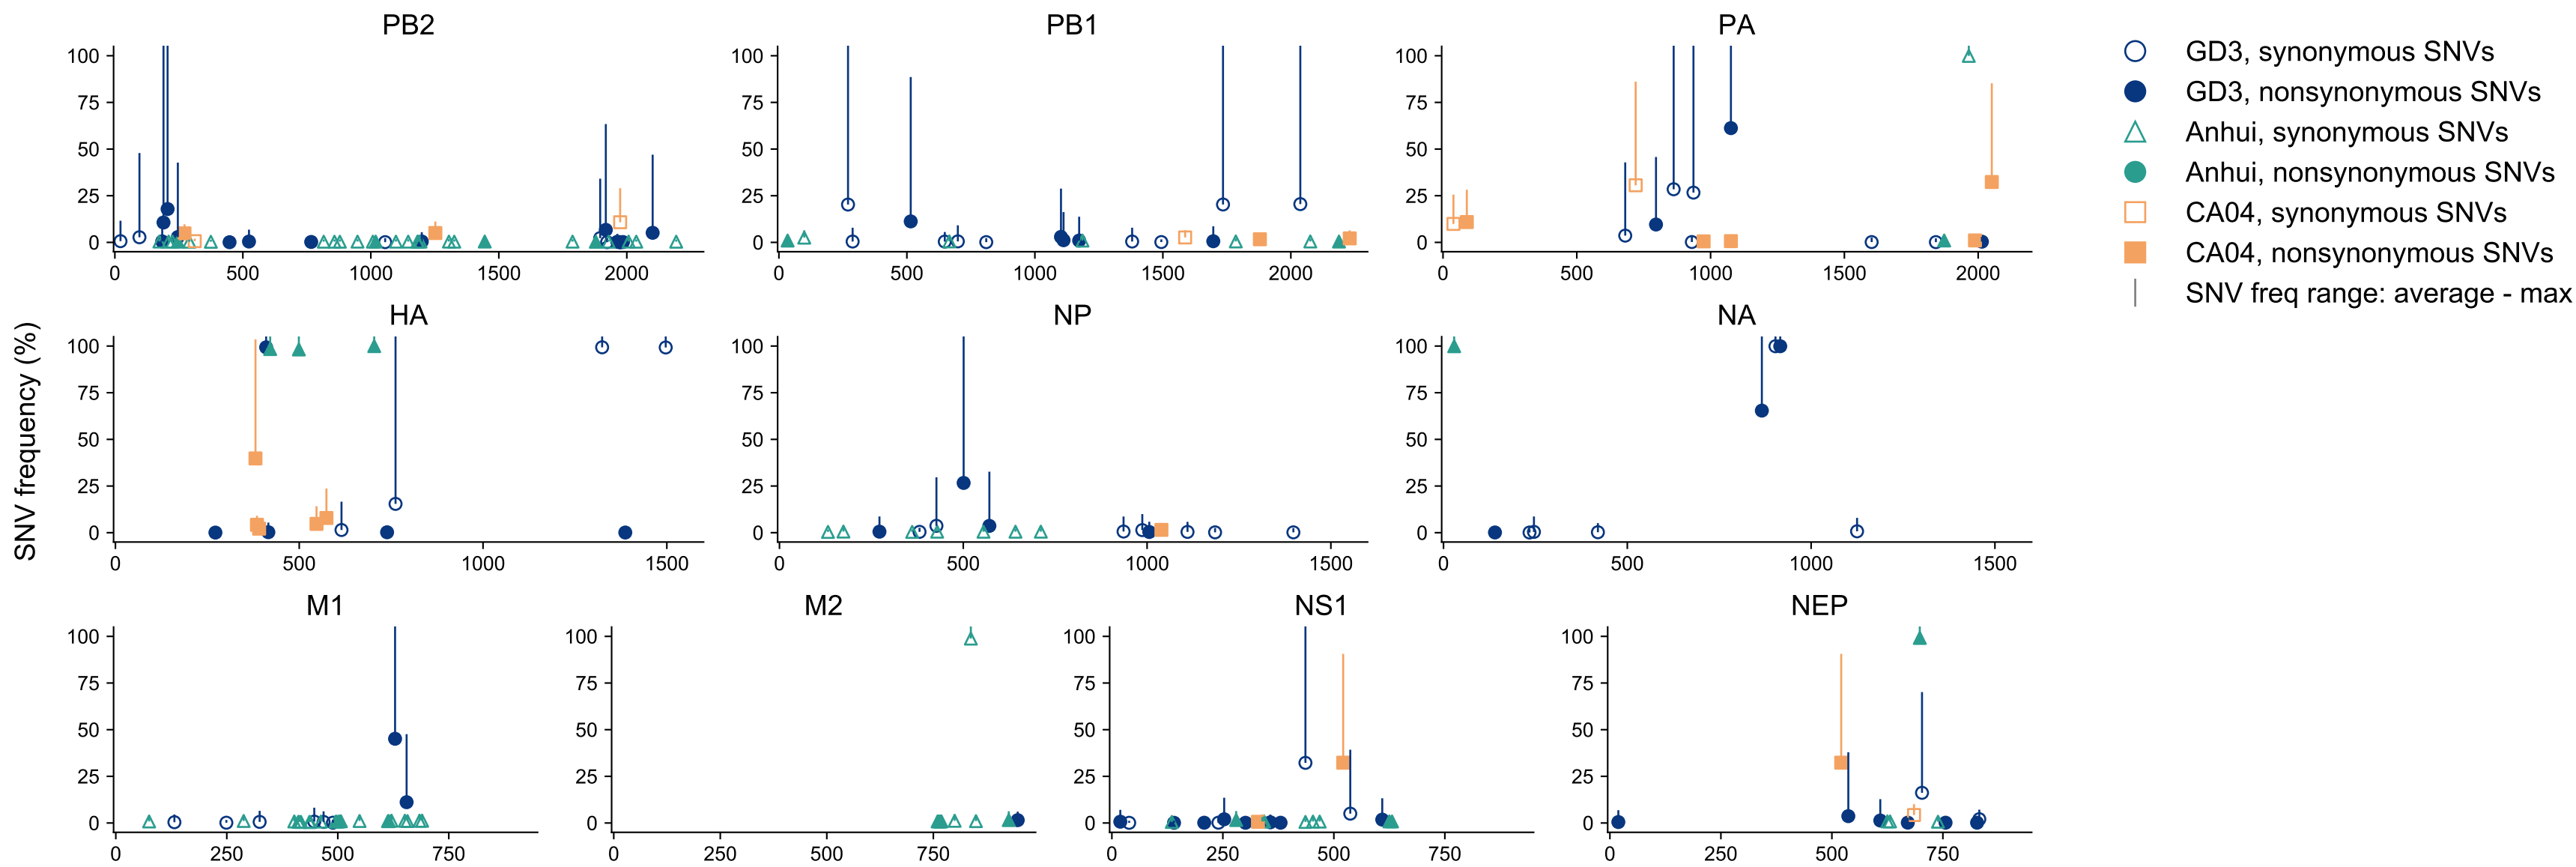 PB2
PB1
PA
100
75
50
25
0
0 500 1000 1500 2000
100
75
50
25
0
0 500 1000 1500 2000
100
75
50
25
0
0 500 1000 1500 2000
GD3, synonymous SNVs
GD3, nonsynonymous SNVs
Anhui, synonymous SNVs
Anhui, nonsynonymous SNVs
CA04, synonymous SNVs
CA04, nonsynonymous SNVs
SNV freq range: average - max
SNV frequency (%)
HA
NP
NA
100
75
50
25
0
0 500 1000 1500
100
75
50
25
0
0 500 1000 1500
100
75
50
25
0
0 500 1000 1500
M1
M2
NS1
NEP
100
75
50
25
0
0 250 500 750
100
75
50
25
0
0 250 500 750
100
75
50
25
0
0 250 500 750
100
75
50
25
0
0 250 500 750